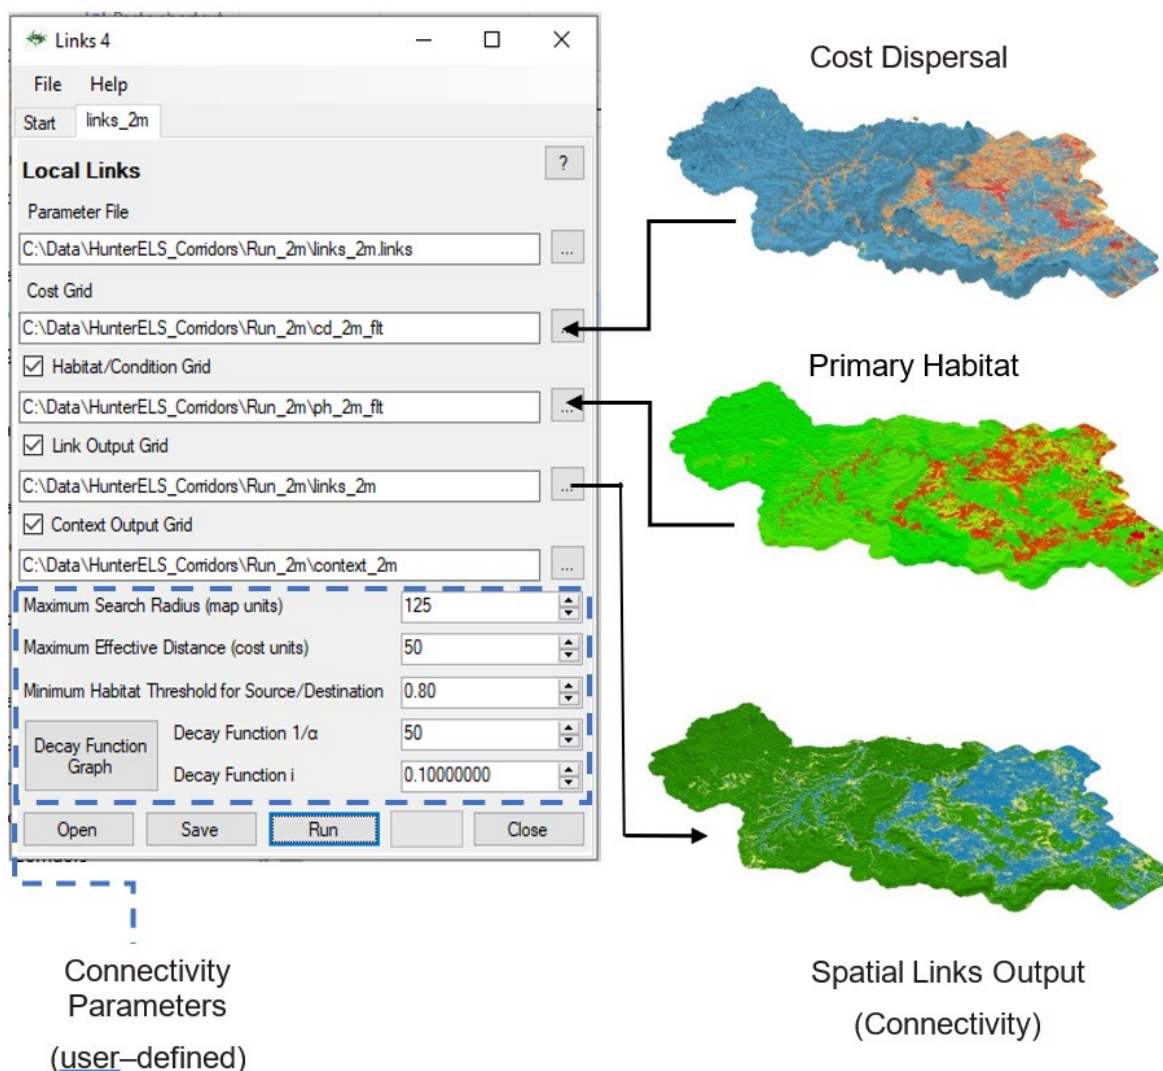 Links 4
File Help
Start links_2m
Local Links
?
Parameter File
C:\Data\HunterELS_Corridors\Run_2m\links_2m.links
...
Cost Grid
C:\Data\HunterELS_Corridors\Run_2m\cd_2m_flt
...
Habitat/Condition Grid
C:\Data\HunterELS_Corridors\Run_2m\ph_2m_flt
...
Link Output Grid
C:\Data\HunterELS_Corridors\Run_2m\links_2m
...
Context Output Grid
C:\Data\HunterELS_Corridors\Run_2m\context_2m
...
Maximum Search Radius (map units) 125
Maximum Effective Distance (cost units) 50
Minimum Habitat Threshold for Source/Destination 0.80
Decay Function
Graph
Decay Function 1/α 50
Decay Function i 0.10000000
Open Save Run Close
Connectivity
Parameters
(user–defined)
Cost Dispersal
Primary Habitat
Spatial Links Output
(Connectivity)